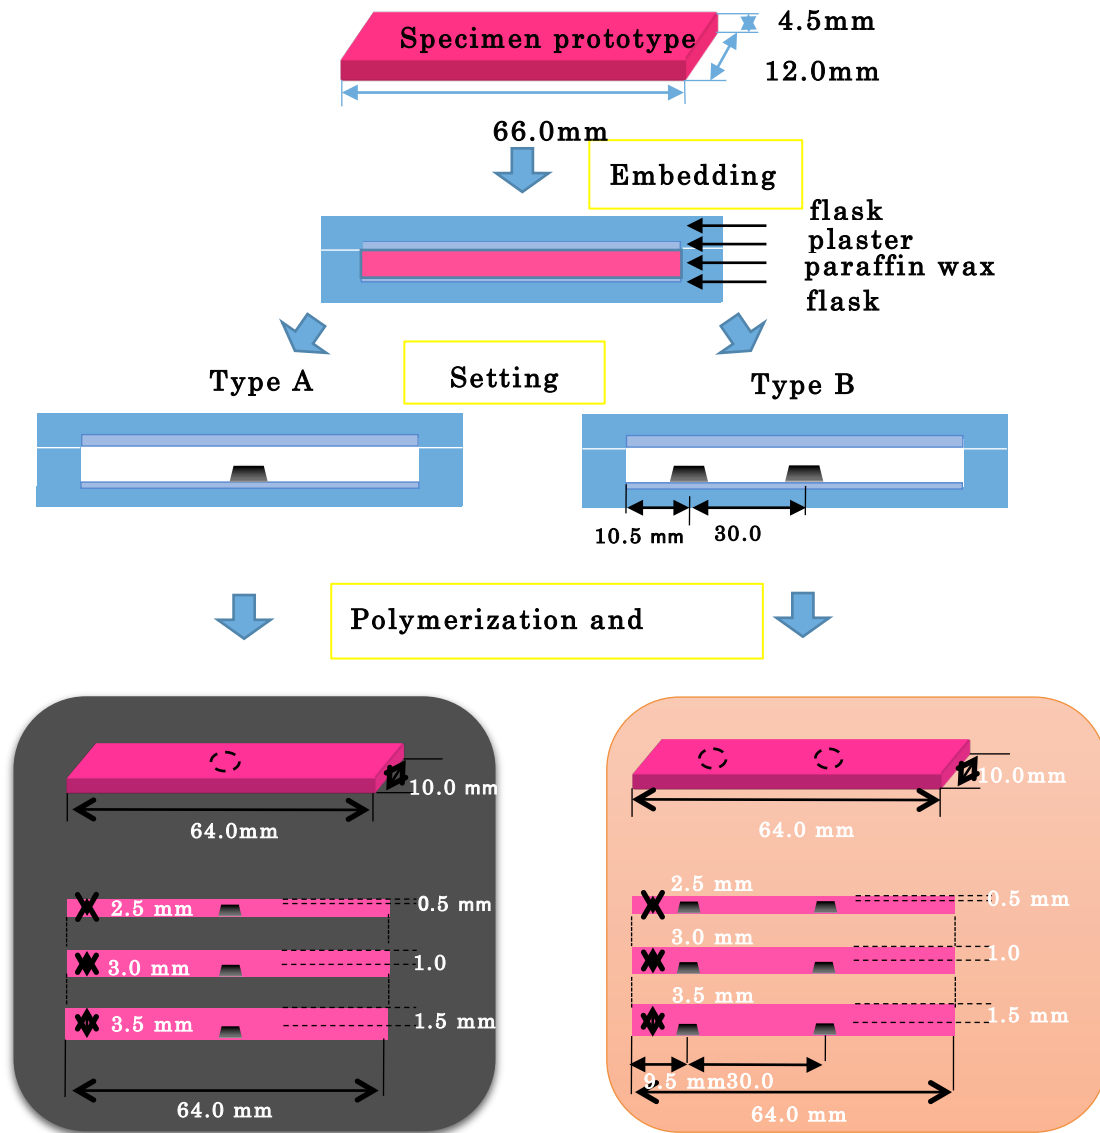 Specimen prototype
4.5mm
12.0mm
66.0mm
Embedding
flask
plaster
paraffin wax
flask
Type A
Setting
Type B
10.5 mm
30.0
Polymerization and
10.0 mm
64.0mm
2.5 mm
0.5 mm
3.0 mm
1.0
3.5 mm
1.5 mm
64.0 mm
10.0mm
64.0 mm
2.5 mm
0.5 mm
3.0 mm
1.0
3.5 mm
1.5 mm
9.5 mm30.0
64.0 mm